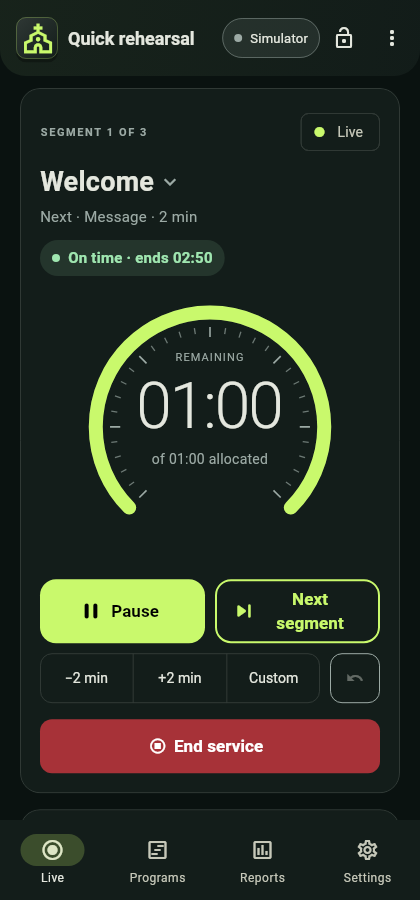 Quick rehearsal
Simulator
SEGMENT 1 OF 3
Live
Welcome
Next · Message · 2 min
On time · ends 02:50
REMAINING
01:00
of 01:00 allocated
Pause
Next
segment
−2 min
+2 min
Custom
End service
Live
Programs
Reports
Settings